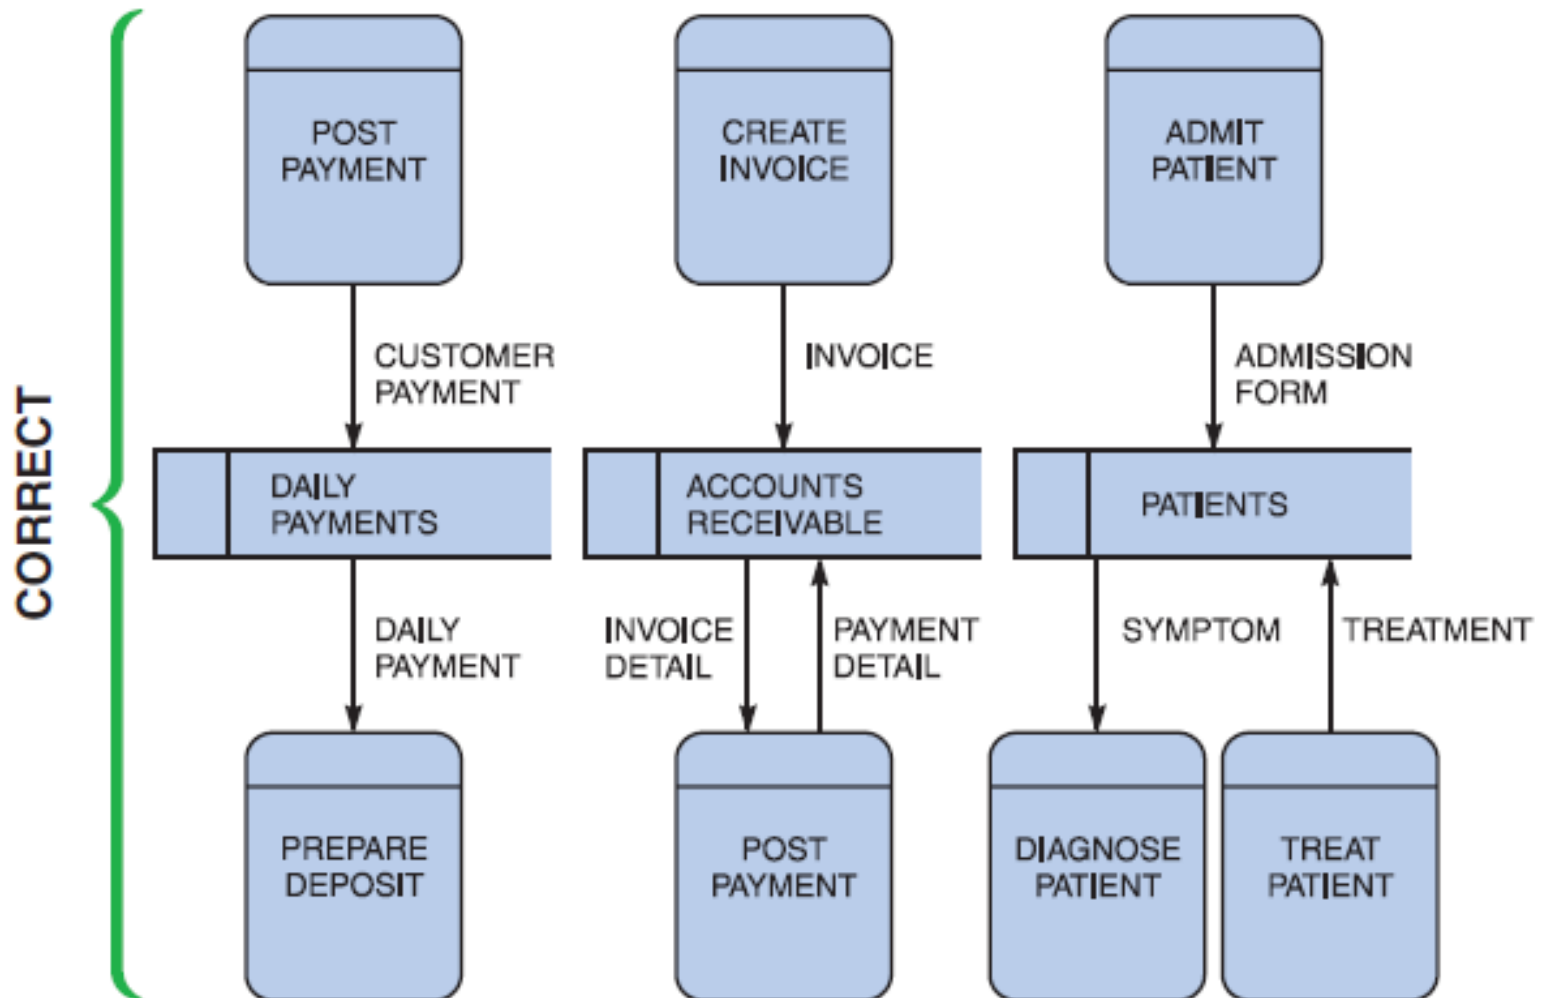 CORRECT
POST
PAYMENT
CREATE
INVOICE
ADMIT
PATIENT
CUSTOMER
PAYMENT
INVOICE
ADMISSION
FORM
DAILY
PAYMENTS
ACCOUNTS
RECEIVABLE
PATIENTS
DAILY
PAYMENT
INVOICE
DETAIL
PAYMENT
DETAIL
SYMPTOM
TREATMENT
PREPARE
DEPOSIT
POST
PAYMENT
DIAGNOSE
PATIENT
TREAT
PATIENT